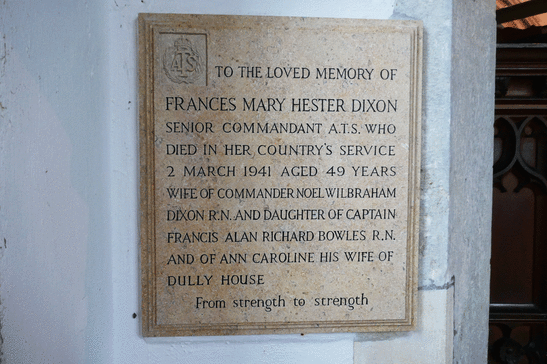 ATS
TO THE LOVED MEMORY OF
FRANCES MARY HESTER DIXON
SENIOR COMMANDANT A.T.S. WHO
DIED IN HER COUNTRY'S SERVICE
2 MARCH 1941 AGED 49 YEARS
WIFE OF COMMANDER NOEL WILBRAHAM
DIXON R.N. AND DAUGHTER OF CAPTAIN
FRANCIS ALAN RICHARD BOWLES R.N.
AND OF ANN CAROLINE HIS WIFE OF
DULLY HOUSE
From strength to strength